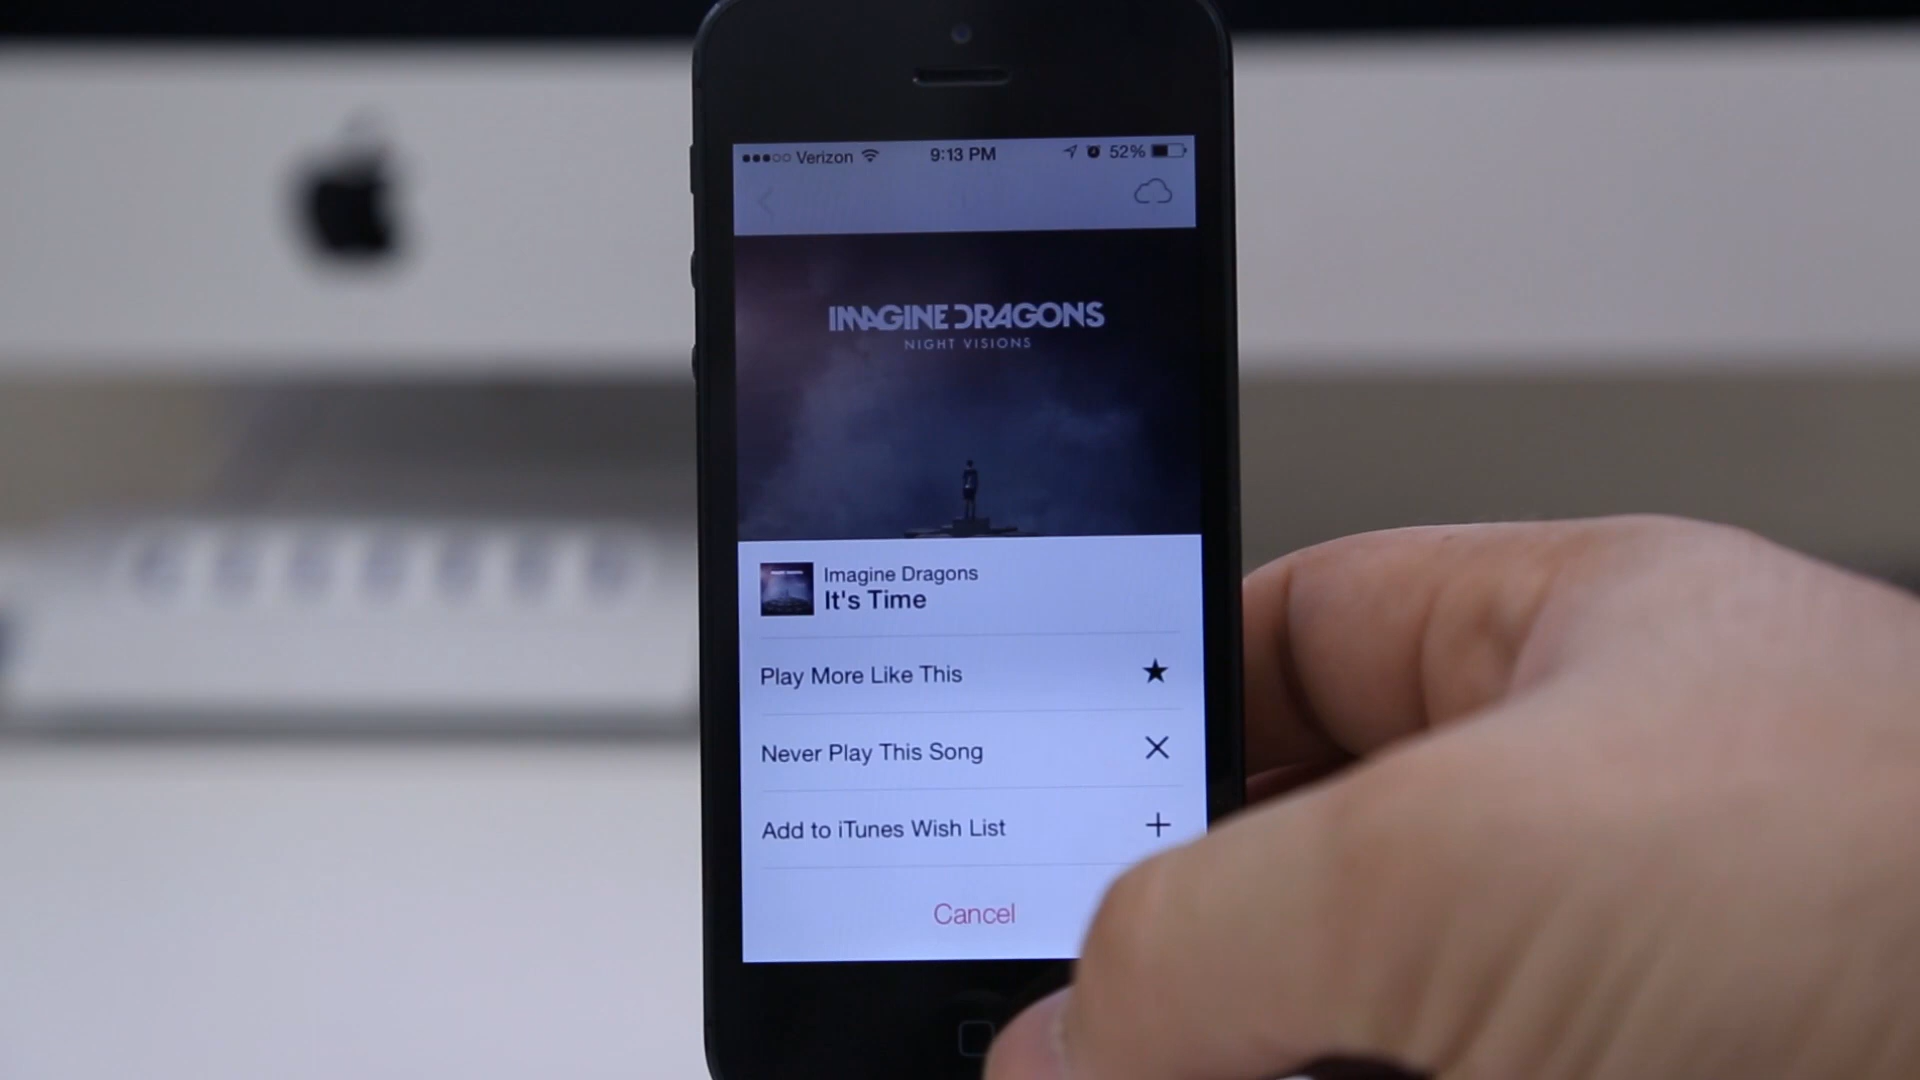 Verizon 9:13 PM 52%
IMAGINE DRAGONS
NIGHT VISIONS
Imagine Dragons
It's Time
Play More Like This
Never Play This Song
Add to iTunes Wish List
Cancel